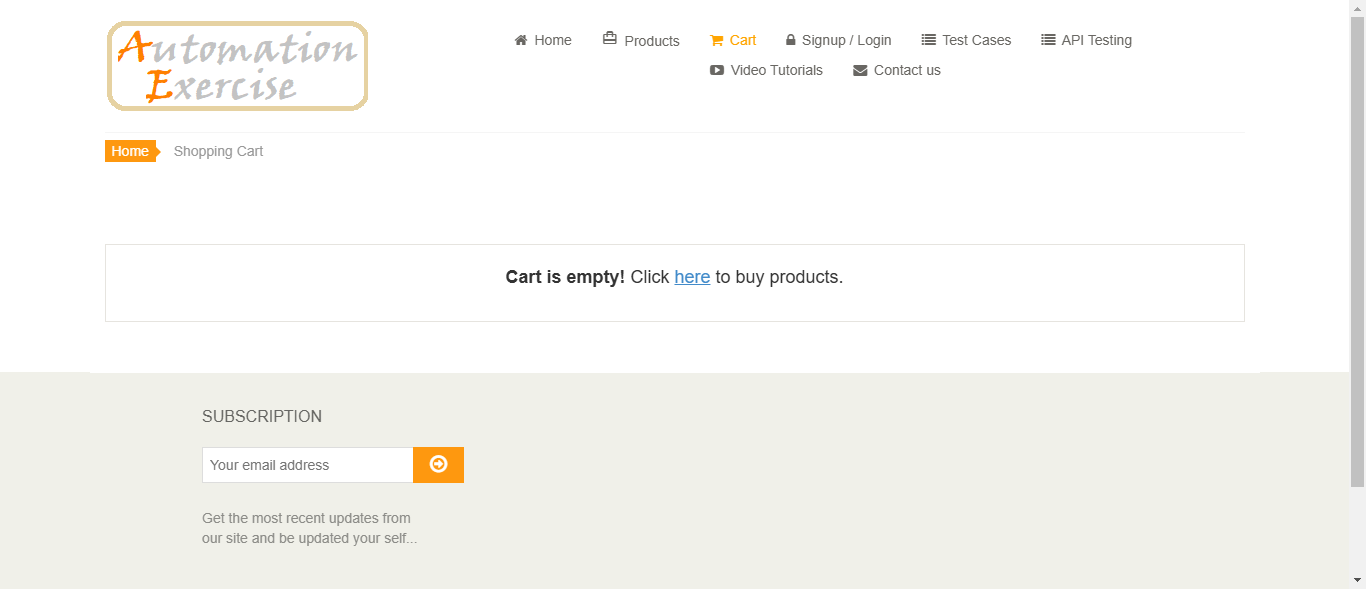 Automation
Exercise
Home Products Cart Signup / Login Test Cases API Testing
Video Tutorials Contact us
Home Shopping Cart
Cart is empty! Click here to buy products.
SUBSCRIPTION
Your email address
Get the most recent updates from
our site and be updated your self...